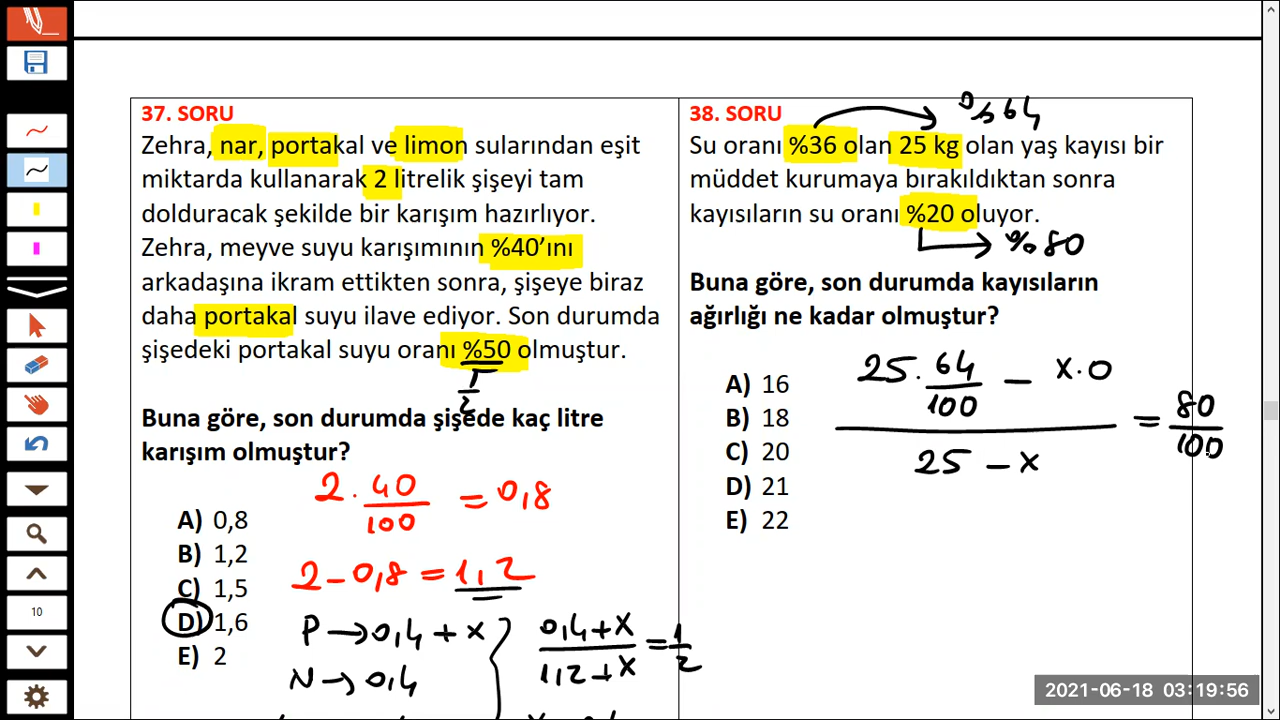 37. SORU
Zehra, nar, portakal ve limon sularından eşit
miktarda kullanarak 2 litrelik şişeyi tam
dolduracak şekilde bir karışım hazırlıyor.
Zehra, meyve suyu karışımının %40’ını
arkadaşına ikram ettikten sonra, şişeye biraz
daha portakal suyu ilave ediyor. Son durumda
şişedeki portakal suyu oranı %50 olmuştur.
1/2
Buna göre, son durumda şişede kaç litre
karışım olmuştur?
2 . 40/100 = 0,8
A) 0,8
B) 1,2
2 - 0,8 = 1,2
C) 1,5
D) 1,6
E) 2
P → 0,4 + x
N → 0,4
0,4+x / 1,2+x = 1/2
38. SORU
%64
Su oranı %36 olan 25 kg olan yaş kayısı bir
müddet kurumaya bırakıldıktan sonra
kayısıların su oranı %20 oluyor.
%80
Buna göre, son durumda kayısıların
ağırlığı ne kadar olmuştur?
25 . 64/100 - x . 0
25 - x
= 80/100
A) 16
B) 18
C) 20
D) 21
E) 22
10
2021-06-18 03:19:56